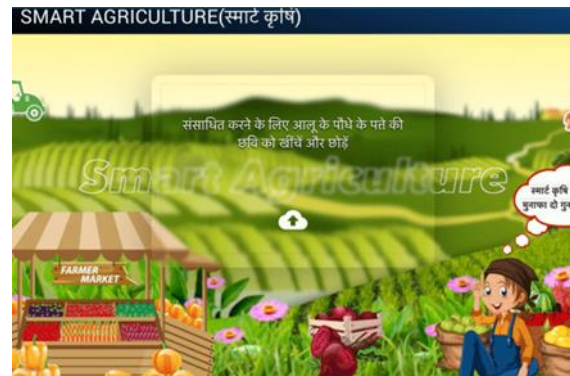 SMART AGRICULTURE(स्मार्ट कृषि)
संसाधित करने के लिए आलू के पौधे के पत्ते की
छवि को खींचें और छोड़ें
Smart Agriculture
स्मार्ट कृषि
मुनाफा दो
FARMER
MARKET